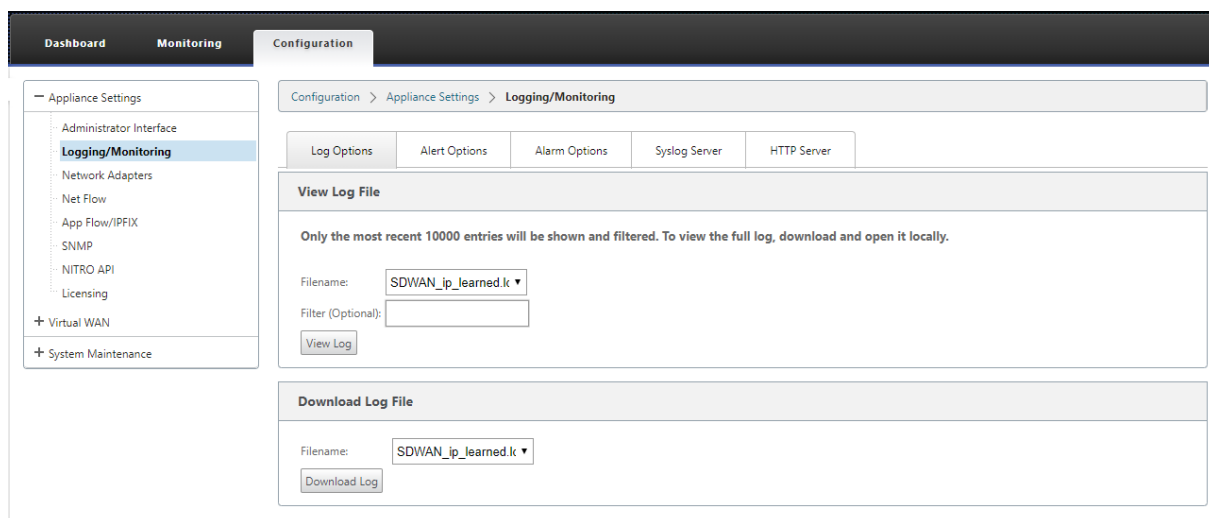 Dashboard Monitoring Configuration
Appliance Settings
Administrator Interface
Logging/Monitoring
Network Adapters
Net Flow
App Flow/IPFIX
SNMP
NITRO API
Licensing
Virtual WAN
System Maintenance
Configuration > Appliance Settings > Logging/Monitoring
Log Options Alert Options Alarm Options Syslog Server HTTP Server
View Log File
Only the most recent 10000 entries will be shown and filtered. To view the full log, download and open it locally.
Filename: SDWAN_ip_learned.lo
Filter (Optional):
View Log
Download Log File
Filename: SDWAN_ip_learned.lo
Download Log